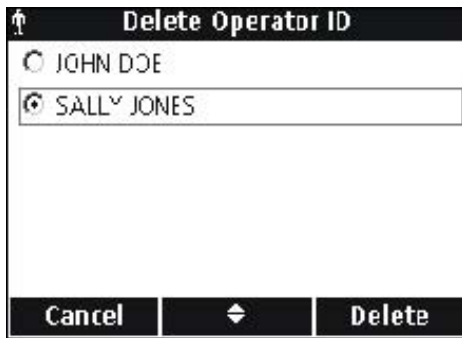 Delete Operator ID
JOHN DOE
SALLY JONES
Cancel Delete